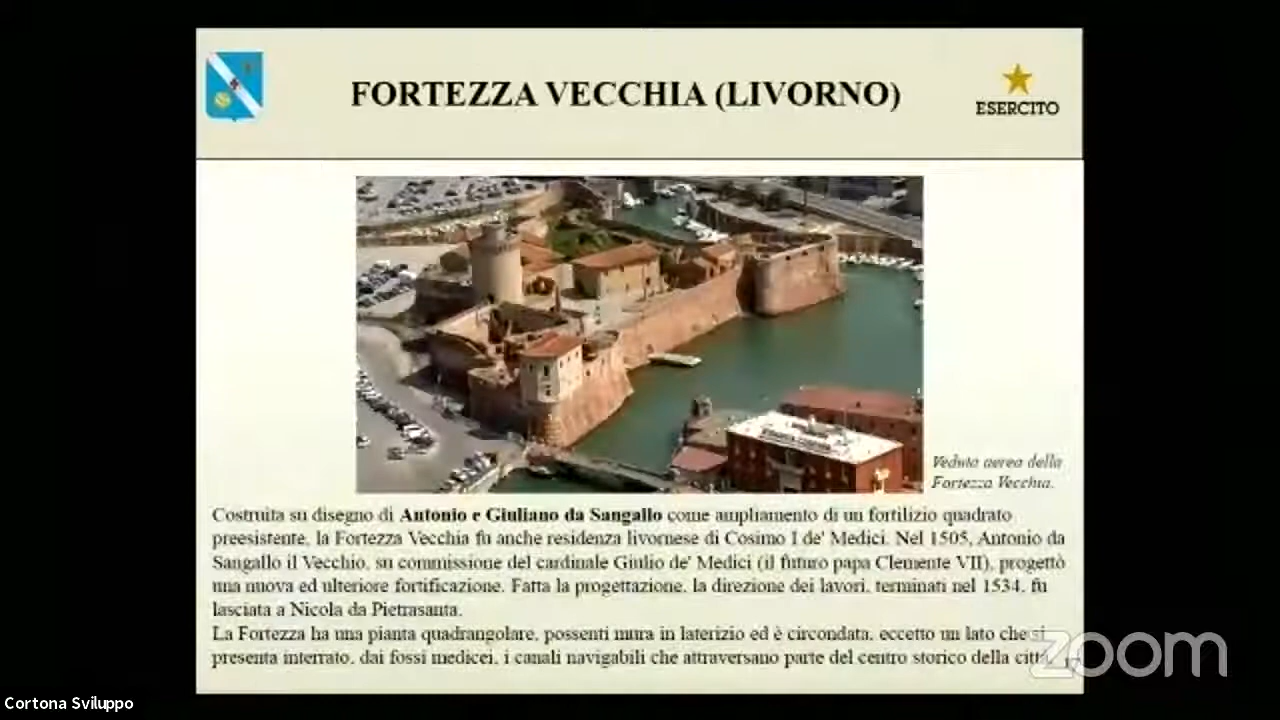 FORTEZZA VECCHIA (LIVORNO)
ESERCITO
Veduta aerea della
Fortezza Vecchia.
Costruita su disegno di Antonio e Giuliano da Sangallo come ampliamento di un fortilizio quadrato
preesistente, la Fortezza Vecchia fu anche residenza livornese di Cosimo I de' Medici. Nel 1505, Antonio da
Sangallo il Vecchio, su commissione del cardinale Giulio de' Medici (il futuro papa Clemente VII), progettò
una nuova ed ulteriore fortificazione. Fatta la progettazione, la direzione dei lavori, terminati nel 1534, fu
lasciata a Nicola da Pietrasanta.
La Fortezza ha una pianta quadrangolare, possenti mura in laterizio ed è circondata, eccetto un lato che si
presenta interrato, dai fossi medicei, i canali navigabili che attraversano parte del centro storico della città.
zoom
Cortona Sviluppo